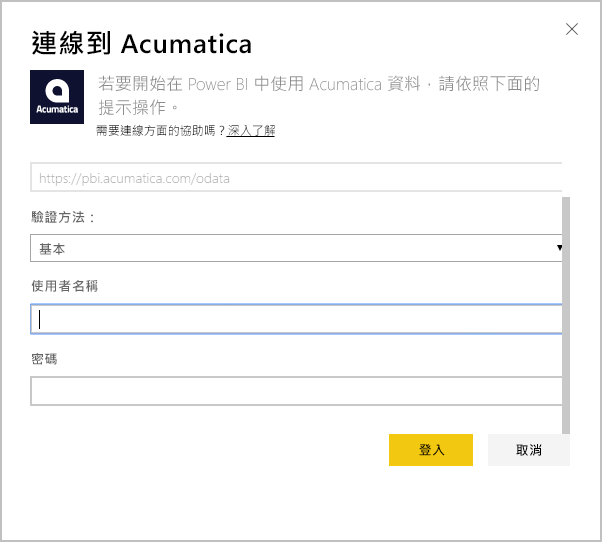 連線到 Acumatica
Acumatica
若要開始在 Power BI 中使用 Acumatica 資料，請依照下面的
提示操作。
需要連線方面的協助嗎？深入了解
https://pbi.acumatica.com/odata
驗證方法：
基本
使用者名稱
密碼
登入 取消